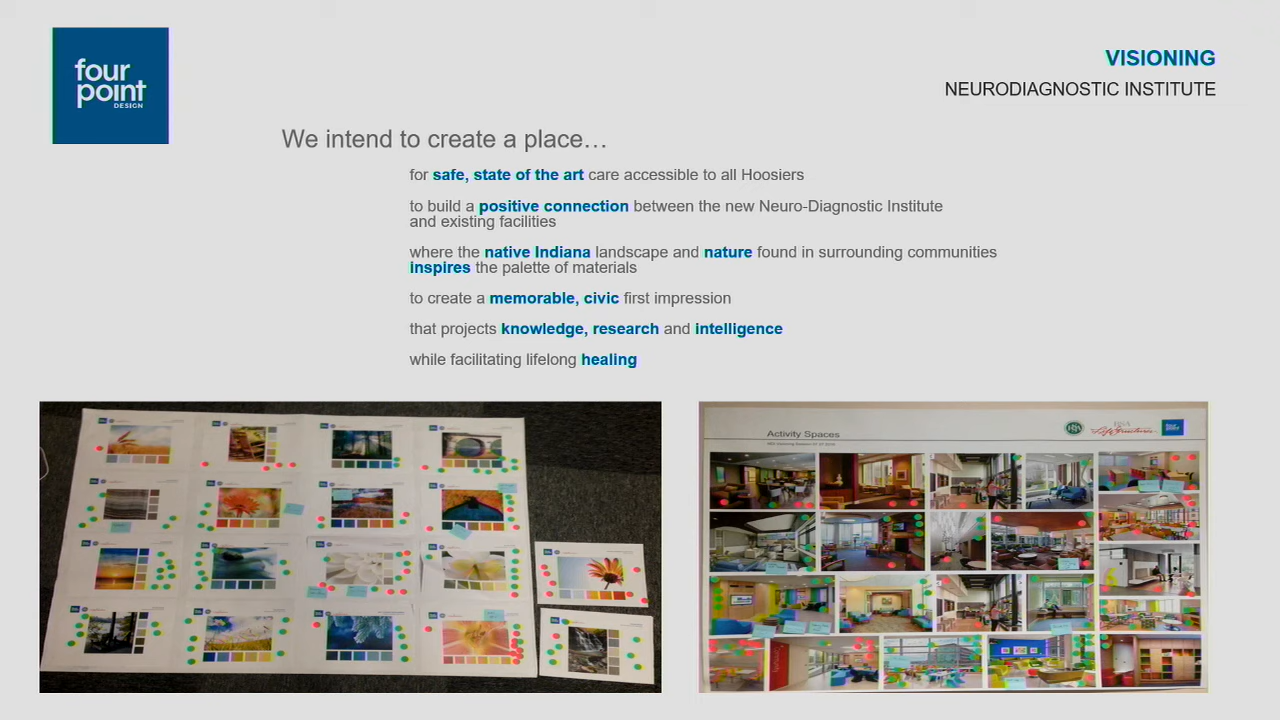 four
point
DESIGN
VISIONING
NEURODIAGNOSTIC INSTITUTE
We intend to create a place…
for safe, state of the art care accessible to all Hoosiers
to build a positive connection between the new Neuro-Diagnostic Institute
and existing facilities
where the native Indiana landscape and nature found in surrounding communities
inspires the palette of materials
to create a memorable, civic first impression
that projects knowledge, research and intelligence
while facilitating lifelong healing
Activity Spaces
four
point